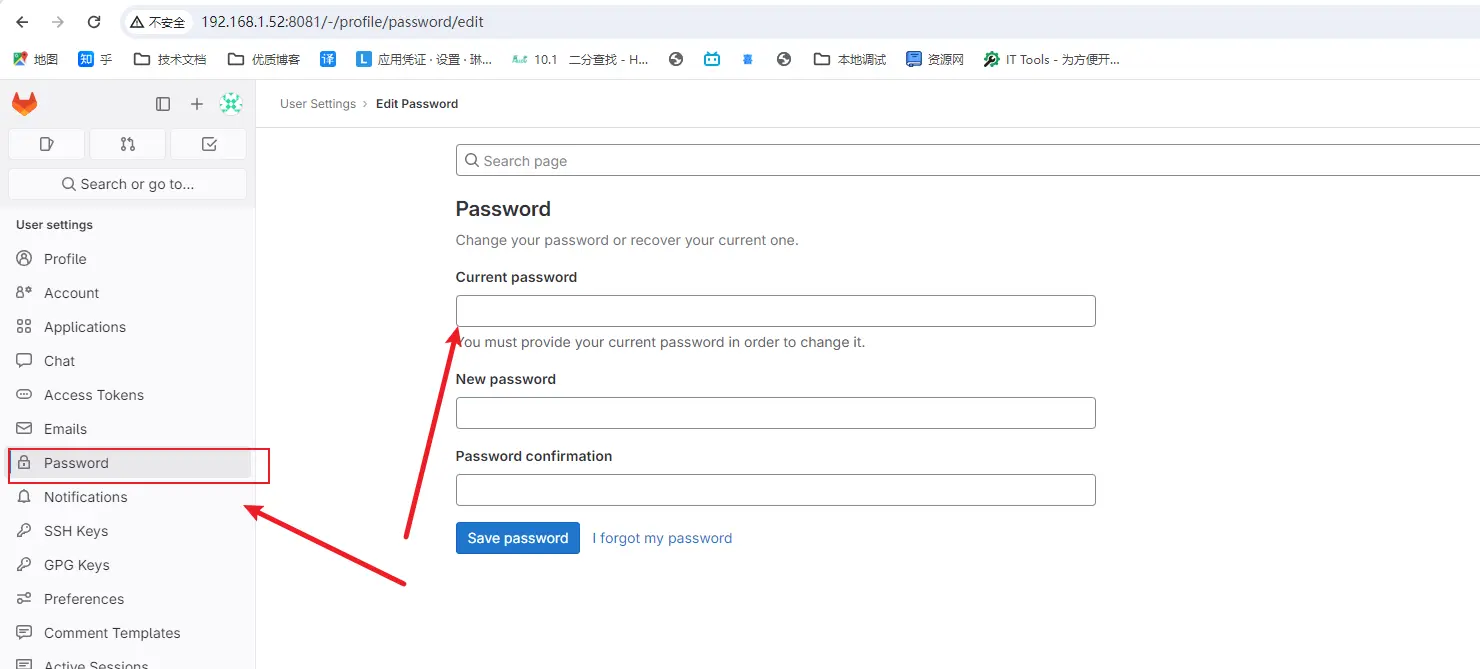 不安全 192.168.1.52:8081/-/profile/password/edit
地图 知 乎 技术文档 优质博客 译 L 应用凭证 · 设置 · 琳... 10.1 二分查找 - H... 本地调试 资源网 IT Tools - 为方便开...
User Settings › Edit Password
Search page
Search or go to...
User settings
Profile
Account
Applications
Chat
Access Tokens
Emails
Password
Notifications
SSH Keys
GPG Keys
Preferences
Comment Templates
Active Sessions
Password
Change your password or recover your current one.
Current password
You must provide your current password in order to change it.
New password
Password confirmation
Save password I forgot my password